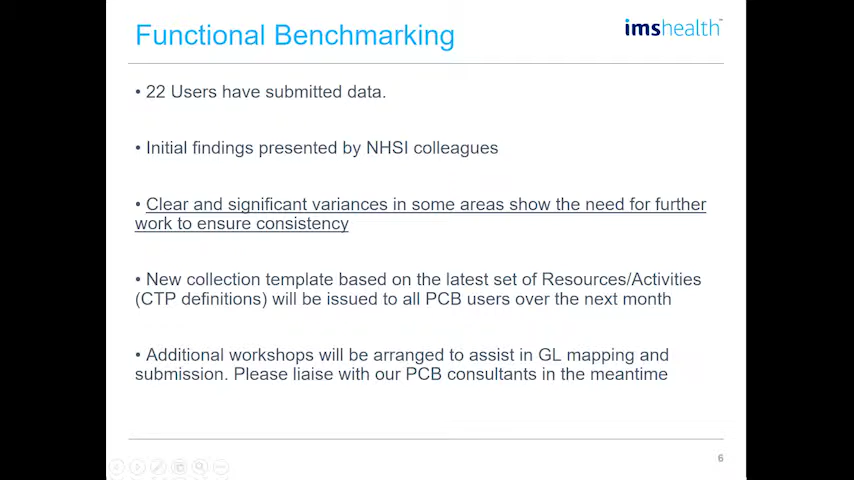 Functional Benchmarking
imshealth™
• 22 Users have submitted data.
• Initial findings presented by NHSI colleagues
• Clear and significant variances in some areas show the need for further
work to ensure consistency
• New collection template based on the latest set of Resources/Activities
(CTP definitions) will be issued to all PCB users over the next month
• Additional workshops will be arranged to assist in GL mapping and
submission. Please liaise with our PCB consultants in the meantime
6